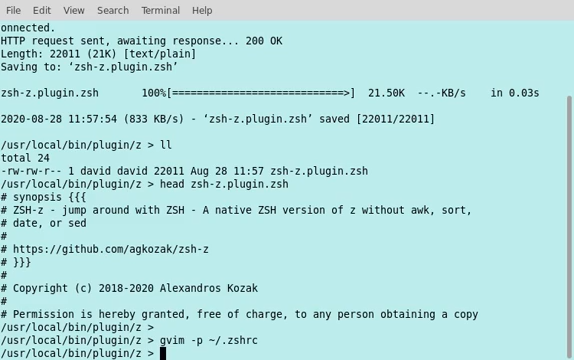 File Edit View Search Terminal Help
onnected.
HTTP request sent, awaiting response... 200 OK
Length: 22011 (21K) [text/plain]
Saving to: ‘zsh-z.plugin.zsh’
zsh-z.plugin.zsh 100%[===========================>] 21.50K --.-KB/s in 0.03s
2020-08-28 11:57:54 (833 KB/s) - ‘zsh-z.plugin.zsh’ saved [22011/22011]
/usr/local/bin/plugin/z > ll
total 24
-rw-rw-r-- 1 david david 22011 Aug 28 11:57 zsh-z.plugin.zsh
/usr/local/bin/plugin/z > head zsh-z.plugin.zsh
# synopsis {{{
# ZSH-z - jump around with ZSH - A native ZSH version of z without awk, sort,
# date, or sed
#
# https://github.com/agkozak/zsh-z
# }}}
#
# Copyright (c) 2018-2020 Alexandros Kozak
#
# Permission is hereby granted, free of charge, to any person obtaining a copy
/usr/local/bin/plugin/z >
/usr/local/bin/plugin/z > gvim -p ~/.zshrc
/usr/local/bin/plugin/z >